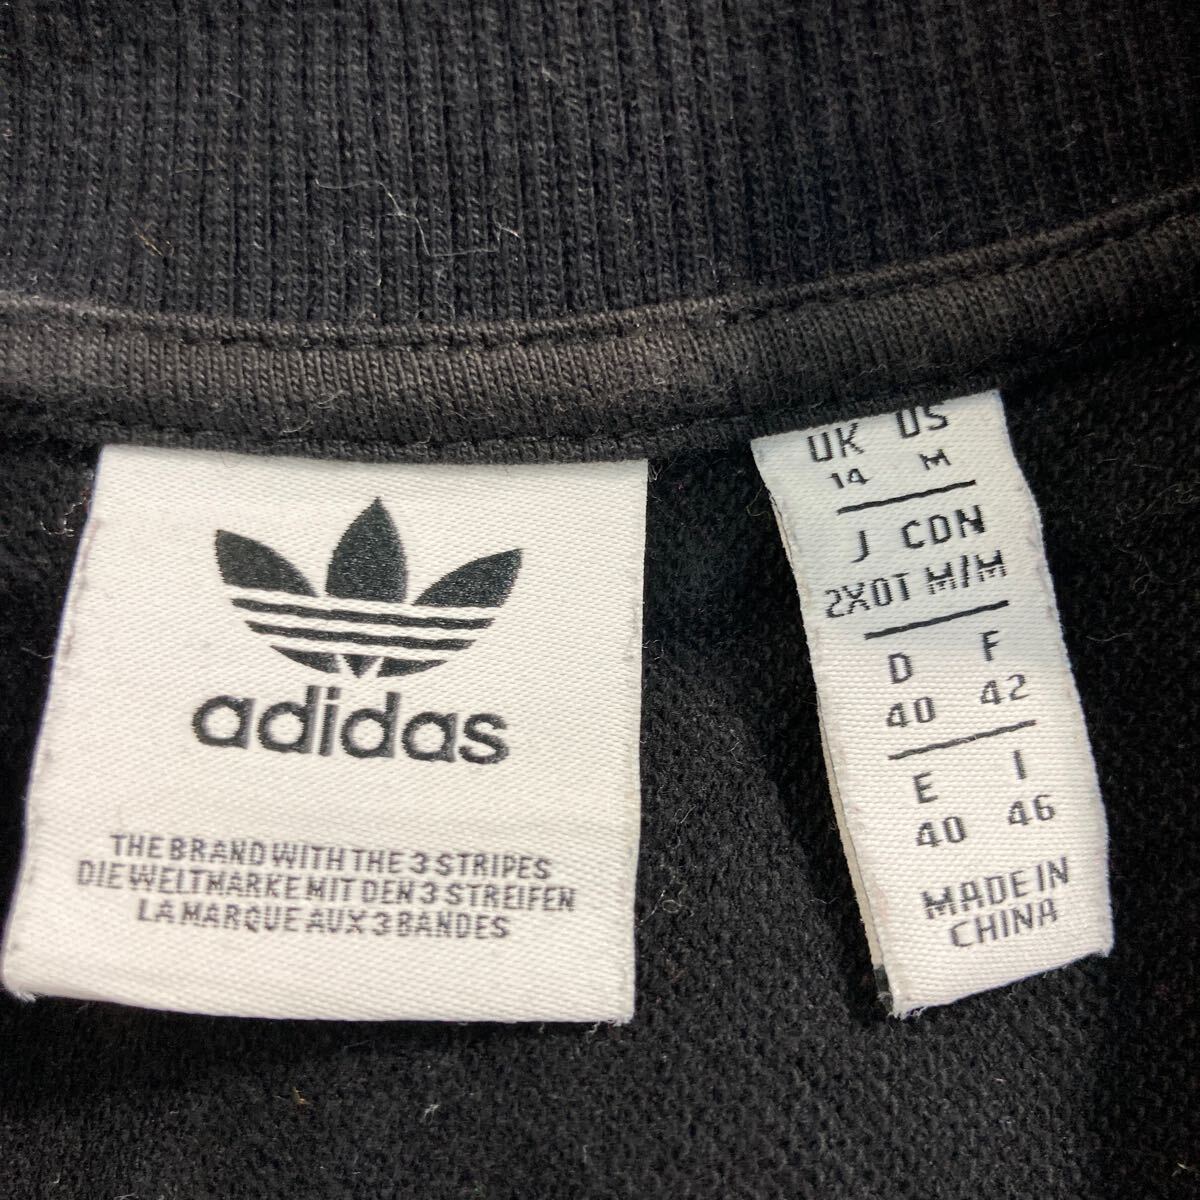 adidas
THE BRAND WITH THE 3 STRIPES
DIE WELTMARKE MIT DEN 3 STREIFEN
LA MARQUE AUX 3 BANDES
UK US
14 M
J CDN
2XOT M/M
D F
40 42
E I
40 46
MADE IN
CHINA